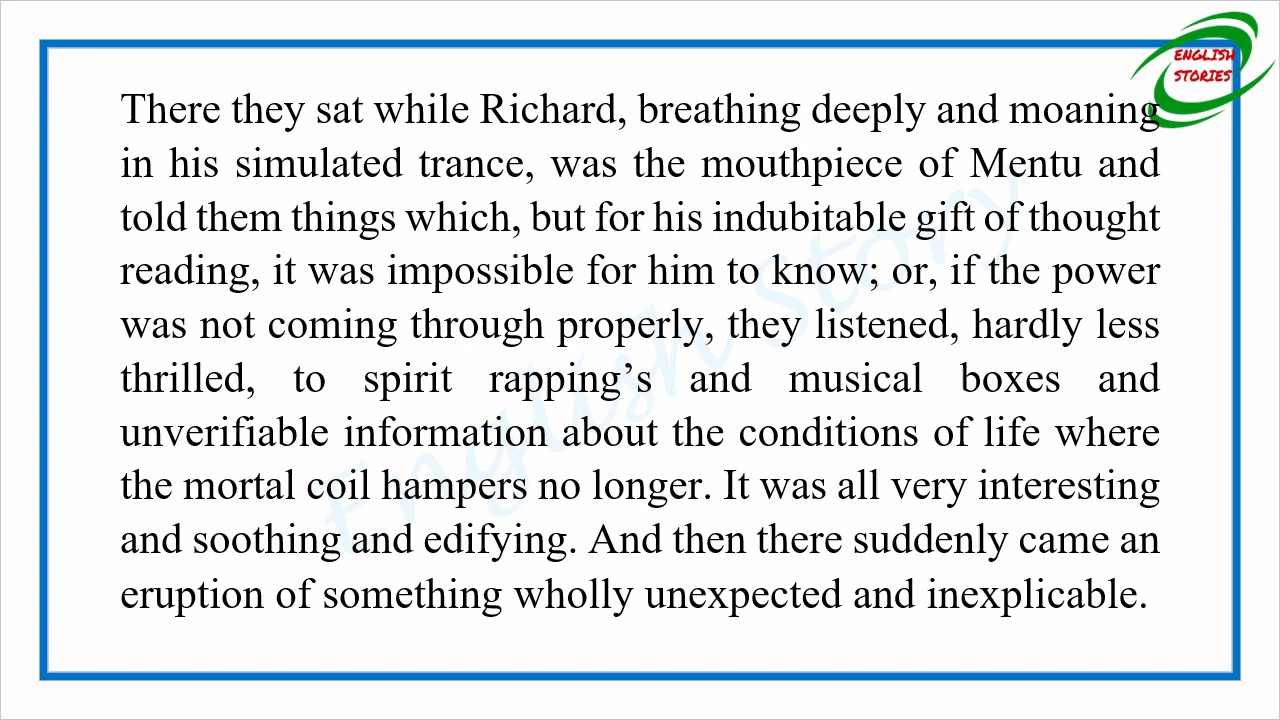 ENGLISH
STORIES
There they sat while Richard, breathing deeply and moaning
in his simulated trance, was the mouthpiece of Mentu and
told them things which, but for his indubitable gift of thought
reading, it was impossible for him to know; or, if the power
was not coming through properly, they listened, hardly less
thrilled, to spirit rapping’s and musical boxes and
unverifiable information about the conditions of life where
the mortal coil hampers no longer. It was all very interesting
and soothing and edifying. And then there suddenly came an
eruption of something wholly unexpected and inexplicable.
English Story